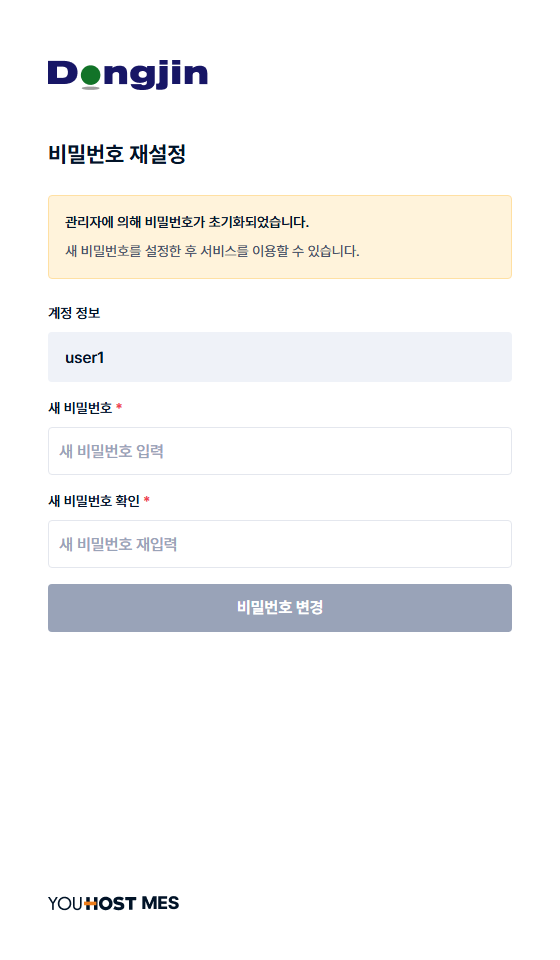 Dongjin
비밀번호 재설정
관리자에 의해 비밀번호가 초기화되었습니다.
새 비밀번호를 설정한 후 서비스를 이용할 수 있습니다.
계정 정보
user1
새 비밀번호 *
새 비밀번호 입력
새 비밀번호 확인 *
새 비밀번호 재입력
비밀번호 변경
YOUHOST MES